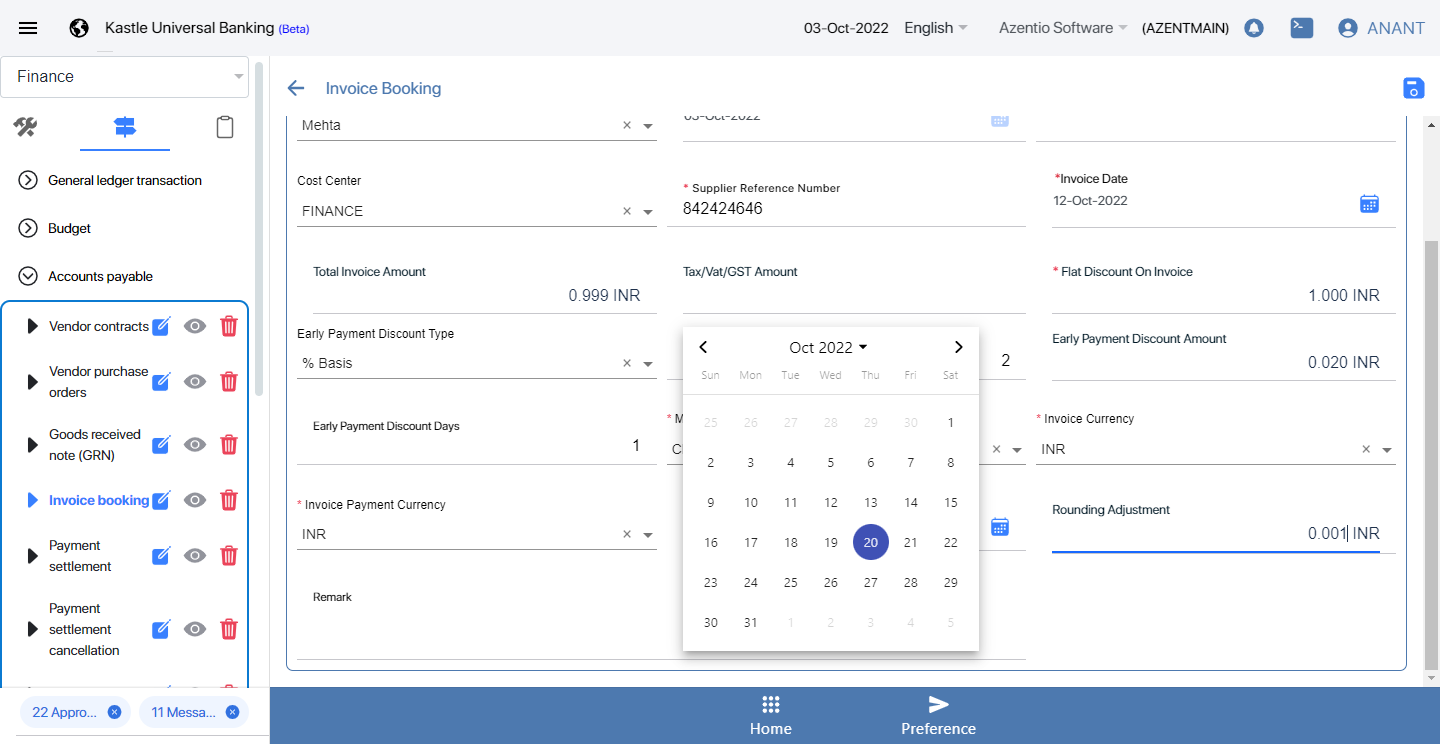 Kastle Universal Banking (Beta)
03-Oct-2022
English
Azentio Software
(AZENTMAIN)
ANANT
Finance
General ledger transaction
Budget
Accounts payable
Vendor contracts
Vendor purchase
orders
Goods received
note (GRN)
Invoice booking
Payment
settlement
Payment
settlement
cancellation
22 Appro...
11 Messa...
Invoice Booking
Mehta
03-Oct-2022
Cost Center
FINANCE
* Supplier Reference Number
842424646
*Invoice Date
12-Oct-2022
Total Invoice Amount
0.999 INR
Tax/Vat/GST Amount
* Flat Discount On Invoice
1.000 INR
Early Payment Discount Type
% Basis
2
Early Payment Discount Amount
0.020 INR
Early Payment Discount Days
1
* M
C
* Invoice Currency
INR
* Invoice Payment Currency
INR
Rounding Adjustment
0.001 INR
Remark
Oct 2022
Sun Mon Tue Wed Thu Fri Sat
25 26 27 28 29 30 1
2 3 4 5 6 7 8
9 10 11 12 13 14 15
16 17 18 19 20 21 22
23 24 25 26 27 28 29
30 31 1 2 3 4 5
Home
Preference